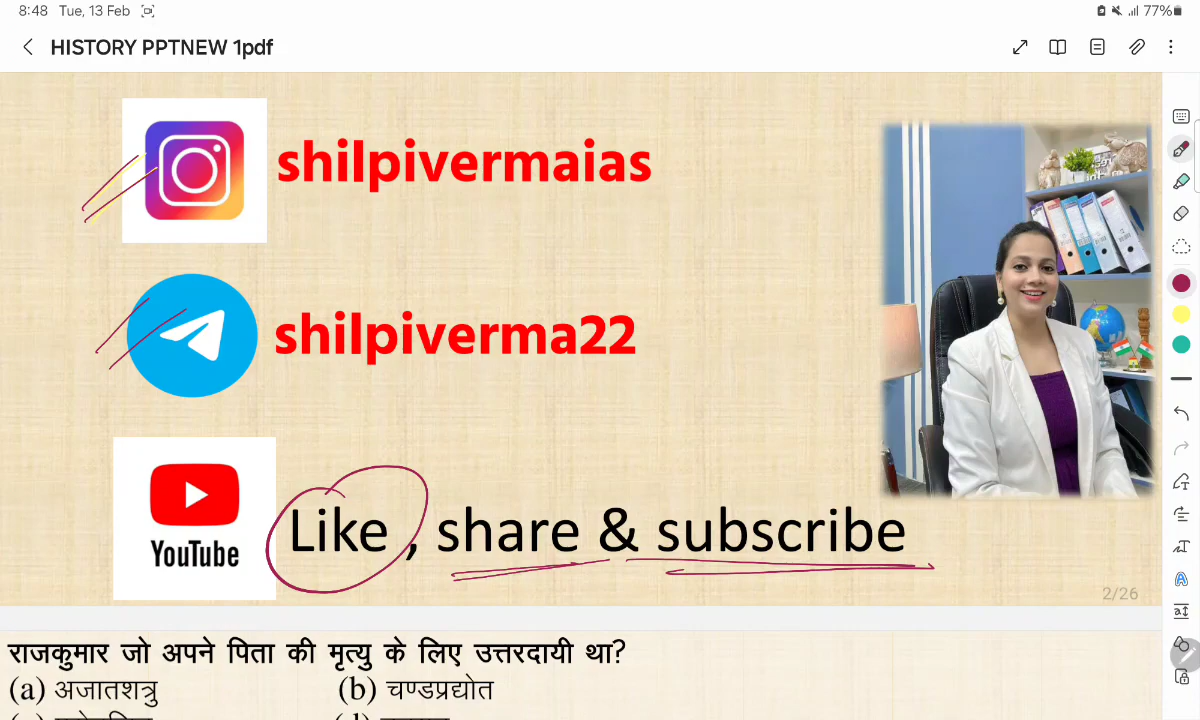 8:48 Tue, 13 Feb 77%
HISTORY PPTNEW 1pdf
shilpivermaias
shilpiverma22
YouTube
Like , share & subscribe
2/26
राजकुमार जो अपने पिता की मृत्यु के लिए उत्तरदायी था?
(a) अजातशत्रु (b) चण्डप्रद्योत